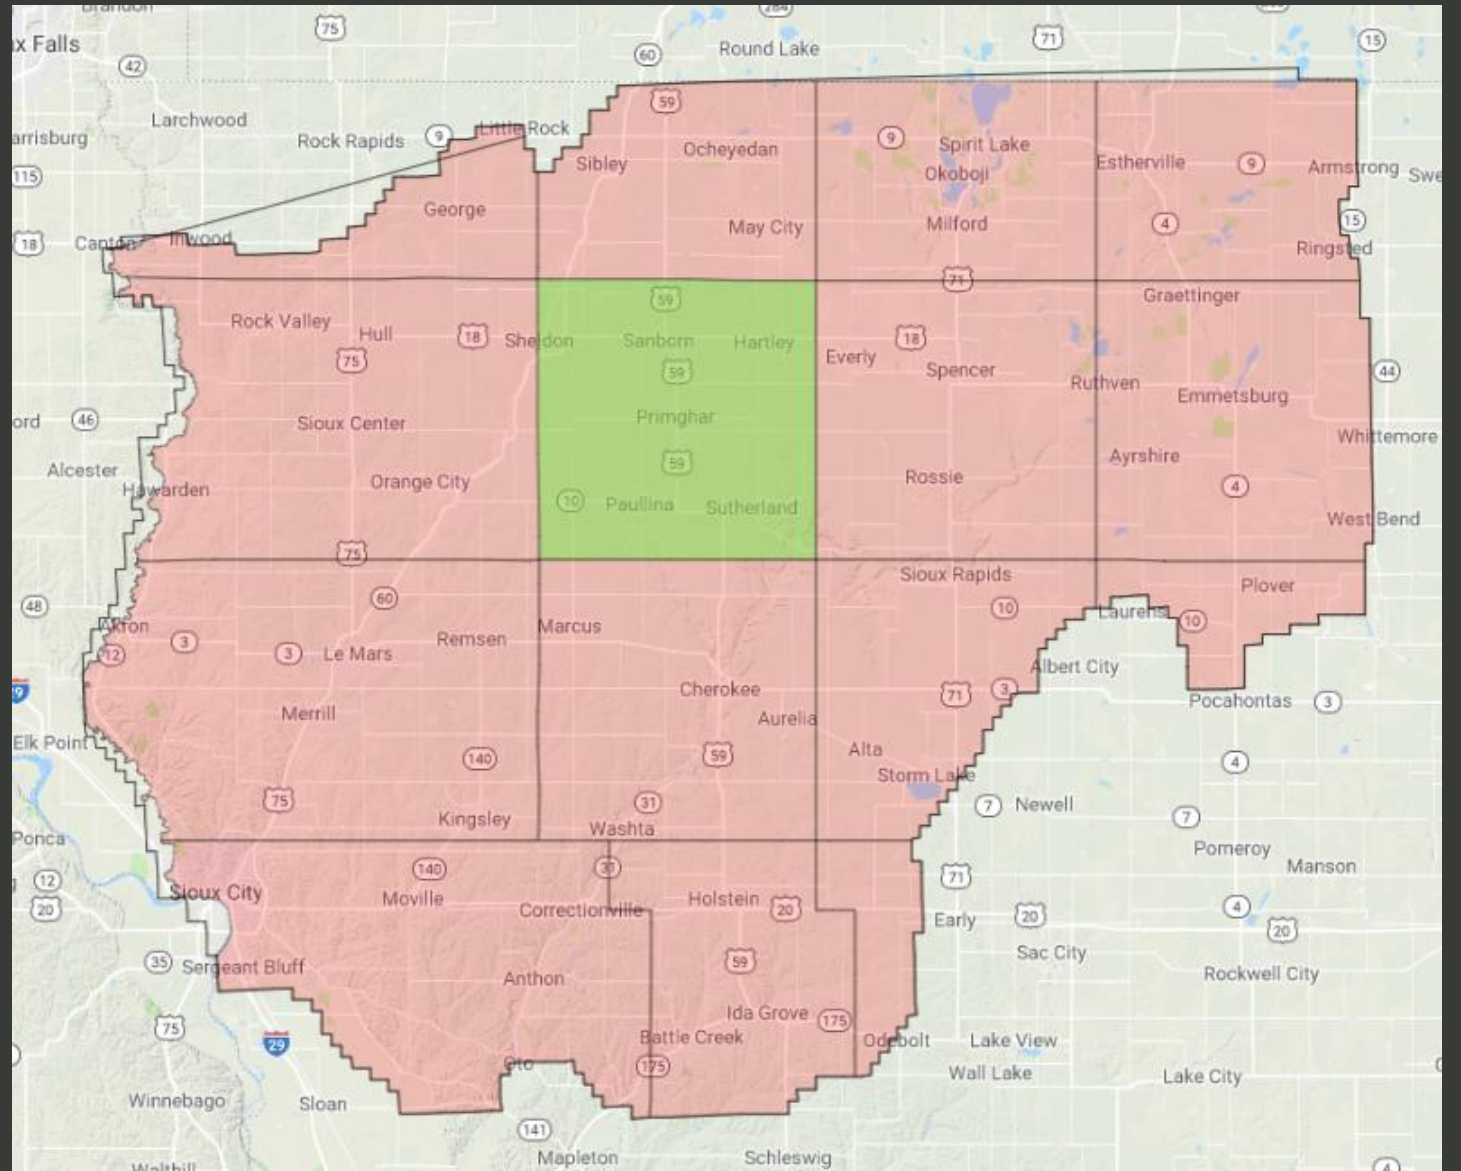 Brandon
75
264
71
15
x Falls
42
60
Round Lake
59
Larchwood
Rock Rapids
9
Little Rock
9
Spirit Lake
arrisburg
Sibley
Ocheyedan
Okoboji
Estherville
9
Armstrong
Swe
115
George
May City
Milford
4
15
18
Canton
Inwood
Ringsted
71
59
Graettinger
Rock Valley
Hull
18
Sheldon
Sanborn
Hartley
18
75
59
Everly
Spencer
Ruthven
44
Emmetsburg
ord
46
Sioux Center
Primghar
Whittemore
Alcester
59
Ayrshire
Hawarden
Orange City
Rossie
4
10
Paullina
Sutherland
West Bend
75
Sioux Rapids
Plover
48
60
10
Laurens
10
Akron
3
Remsen
Marcus
12
3
Le Mars
Albert City
9
Cherokee
71
3
Pocahontas
3
Merrill
Aurelia
Elk Point
140
59
Alta
4
Storm Lake
75
31
7
Newell
7
Kingsley
Washta
Ponca
Pomeroy
Manson
12
140
31
71
20
Sioux City
Moville
Holstein
20
4
Correctionville
Early
20
20
35
Sergeant Bluff
59
Sac City
Anthon
Rockwell City
75
Ida Grove
175
29
Battle Creek
Odebolt
Lake View
Oto
175
Wall Lake
Lake City
Winnebago
Sloan
141
Mapleton
Schleswig
Walthill
4